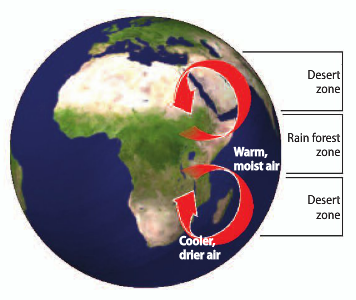 Desert
zone
Rain forest
zone
Warm,
moist air
Desert
zone
Cooler,
drier air